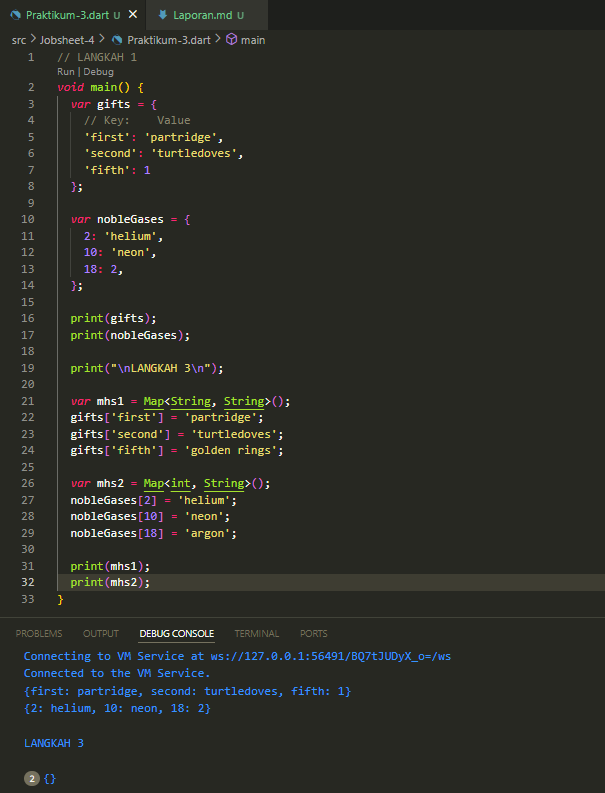 Praktikum-3.dart U ×
Laporan.md U
src > Jobsheet-4 > Praktikum-3.dart > main
1 // LANGKAH 1
Run | Debug
2 void main() {
3 var gifts = {
4 // Key:    Value
5 'first': 'partridge',
6 'second': 'turtledoves',
7 'fifth': 1
8 };
9
10 var nobleGases = {
11 2: 'helium',
12 10: 'neon',
13 18: 2,
14 };
15
16 print(gifts);
17 print(nobleGases);
18
19 print("\nLANGKAH 3\n");
20
21 var mhs1 = Map<String, String>();
22 gifts['first'] = 'partridge';
23 gifts['second'] = 'turtledoves';
24 gifts['fifth'] = 'golden rings';
25
26 var mhs2 = Map<int, String>();
27 nobleGases[2] = 'helium';
28 nobleGases[10] = 'neon';
29 nobleGases[18] = 'argon';
30
31 print(mhs1);
32 print(mhs2);
33 }
PROBLEMS OUTPUT DEBUG CONSOLE TERMINAL PORTS
Connecting to VM Service at ws://127.0.0.1:56491/BQ7tJUDyX_o=/ws
Connected to the VM Service.
{first: partridge, second: turtledoves, fifth: 1}
{2: helium, 10: neon, 18: 2}
LANGKAH 3
2 {}